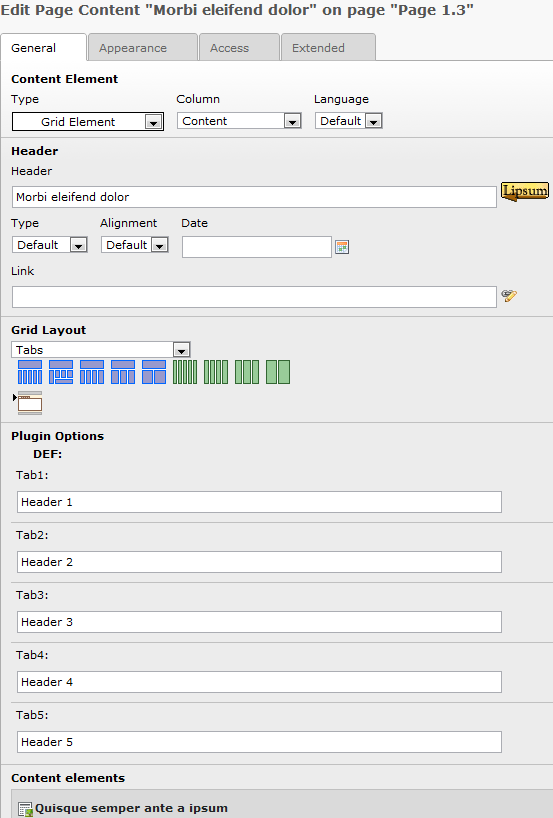 Edit Page Content "Morbi eleifend dolor" on page "Page 1.3"
General Appearance Access Extended
Content Element
Type Column Language
Grid Element Content Default
Header
Header
Morbi eleifend dolor Lipsum
Type Alignment Date
Default Default
Link
Grid Layout
Tabs
Plugin Options
DEF:
Tab1:
Header 1
Tab2:
Header 2
Tab3:
Header 3
Tab4:
Header 4
Tab5:
Header 5
Content elements
Quisque semper ante a ipsum